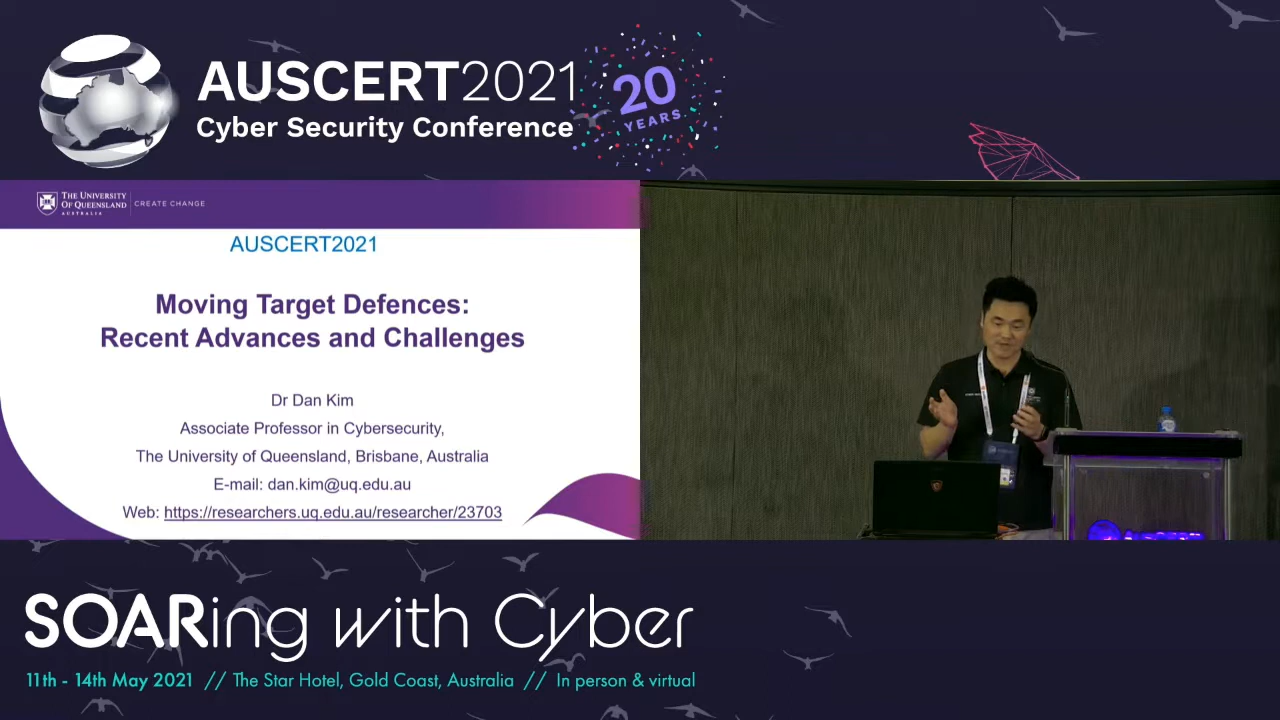 AUSCERT2021
Cyber Security Conference
20
YEARS
THE UNIVERSITY
OF QUEENSLAND
AUSTRALIA
CREATE CHANGE
AUSCERT2021
Moving Target Defences:
Recent Advances and Challenges
Dr Dan Kim
Associate Professor in Cybersecurity,
The University of Queensland, Brisbane, Australia
E-mail: dan.kim@uq.edu.au
Web: https://researchers.uq.edu.au/researcher/23703
SOARing with Cyber
11th - 14th May 2021 // The Star Hotel, Gold Coast, Australia // In person & virtual